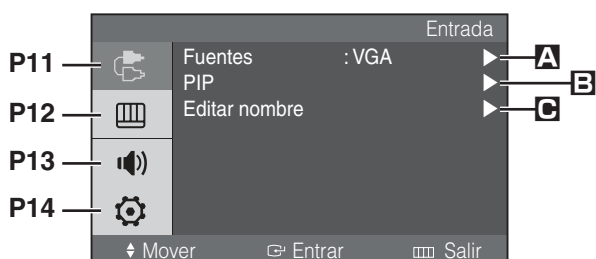 Entrada
P11 Fuentes : VGA A
PIP B
Editar nombre C
P12
P13
P14
Mover Entrar Salir